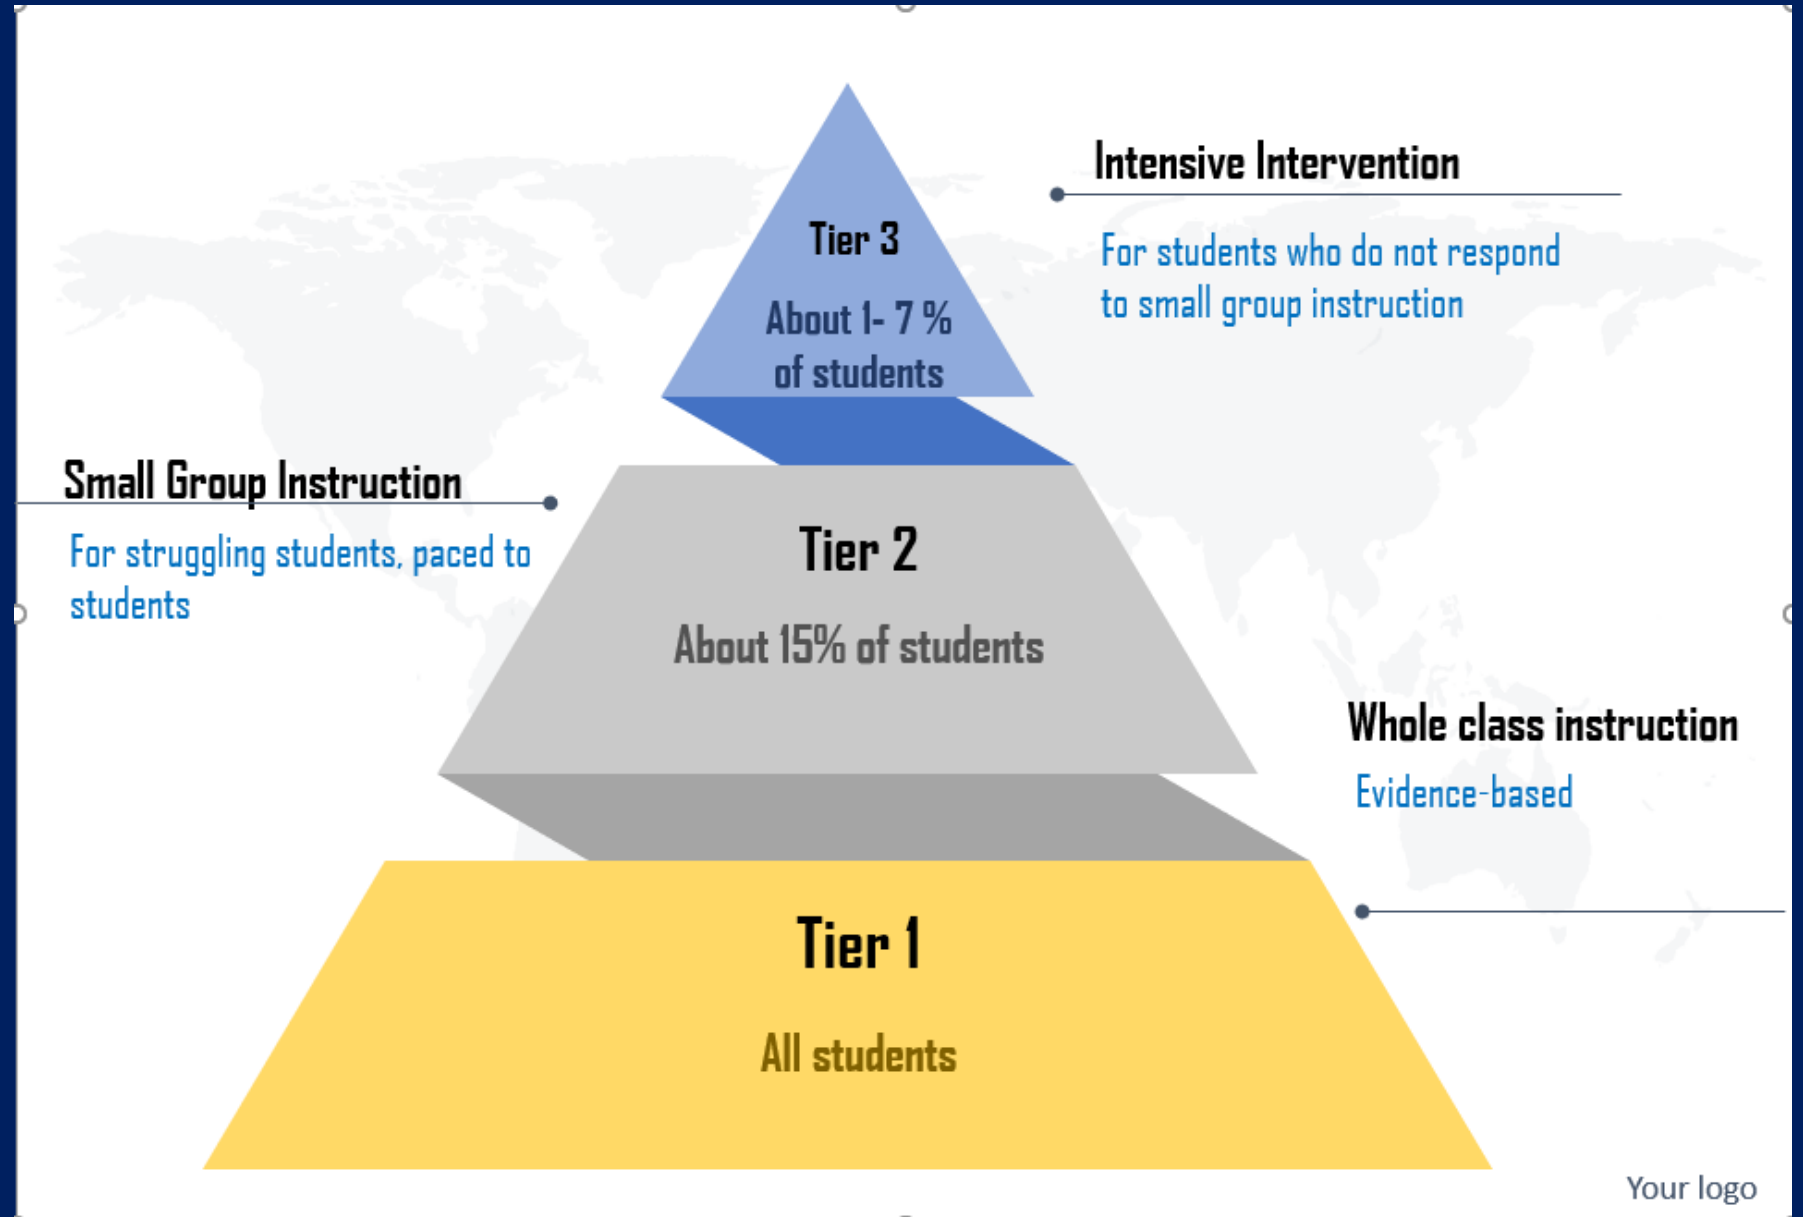 Intensive Intervention
For students who do not respond
to small group instruction
Tier 3
About 1- 7 %
of students
Small Group Instruction
For struggling students, paced to
students
Tier 2
About 15% of students
Whole class instruction
Evidence-based
Tier 1
All students
Your logo